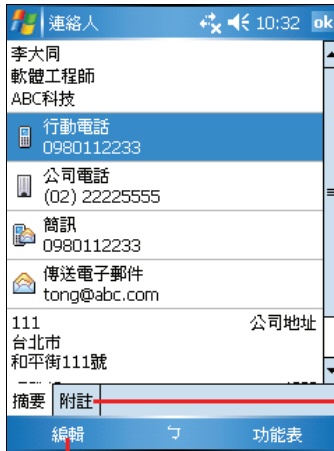 連絡人 10:32 ok
李大同
軟體工程師
ABC科技
行動電話
0980112233
公司電話
(02) 22225555
簡訊
0980112233
傳送電子郵件
tong@abc.com
111 公司地址
台北市
和平街111號
摘要 附註
編輯 ㄅ 功能表